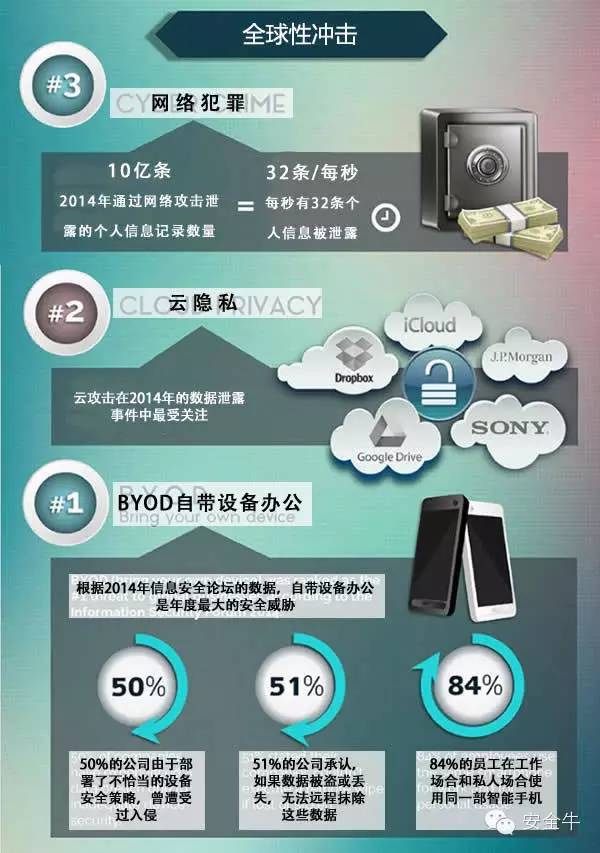 全球性冲击
#3
网络犯罪
10亿条
2014年通过网络攻击泄
露的个人信息记录数量
=
32条/每秒
每秒有32条个
人信息被泄露
#2
云隐私
CLOUD PRIVACY
云攻击在2014年的数据泄露
事件中最受关注
iCloud
Dropbox
J.P.Morgan
Google Drive
SONY
#1
BYOD自带设备办公
Bring your own device
根据2014年信息安全论坛的数据，自带设备办公
是年度最大的安全威胁
50%
51%
84%
50%的公司由于部
署了不恰当的设备
安全策略，曾遭受
过入侵
51%的公司承认，
如果数据被盗或丢
失，无法远程抹除
这些数据
84%的员工在工作
场合和私人场合使
用同一部智能手机
安全牛